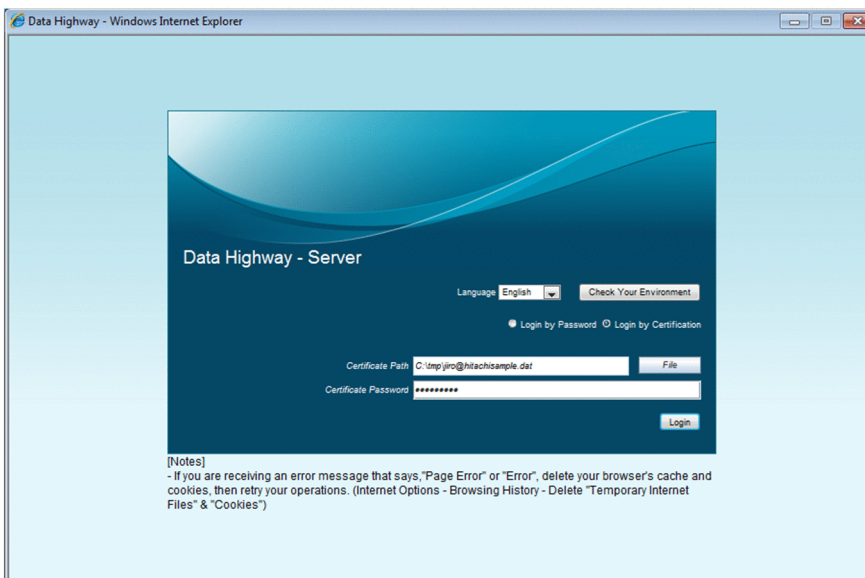 Data Highway - Windows Internet Explorer
Data Highway - Server
Language English Check Your Environment
Login by Password Login by Certification
Certificate Path C:\tmp\jiro@hitachisample.dat File
Certificate Password •••••••••
Login
[Notes]
- If you are receiving an error message that says,"Page Error" or "Error", delete your browser's cache and
cookies, then retry your operations. (Internet Options - Browsing History - Delete "Temporary Internet
Files" & "Cookies")